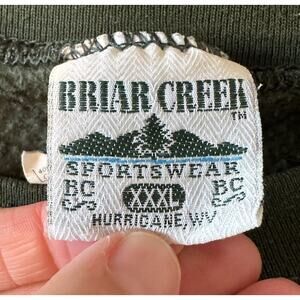 BRIAR CREEK
TM
SPORTSWEAR
BC XXXL BC
HURRICANE, WV